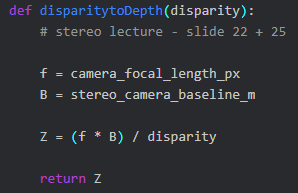 def disparitytoDepth(disparity):
# stereo lecture - slide 22 + 25
f = camera_focal_length_px
B = stereo_camera_baseline_m
Z = (f * B) / disparity
return Z